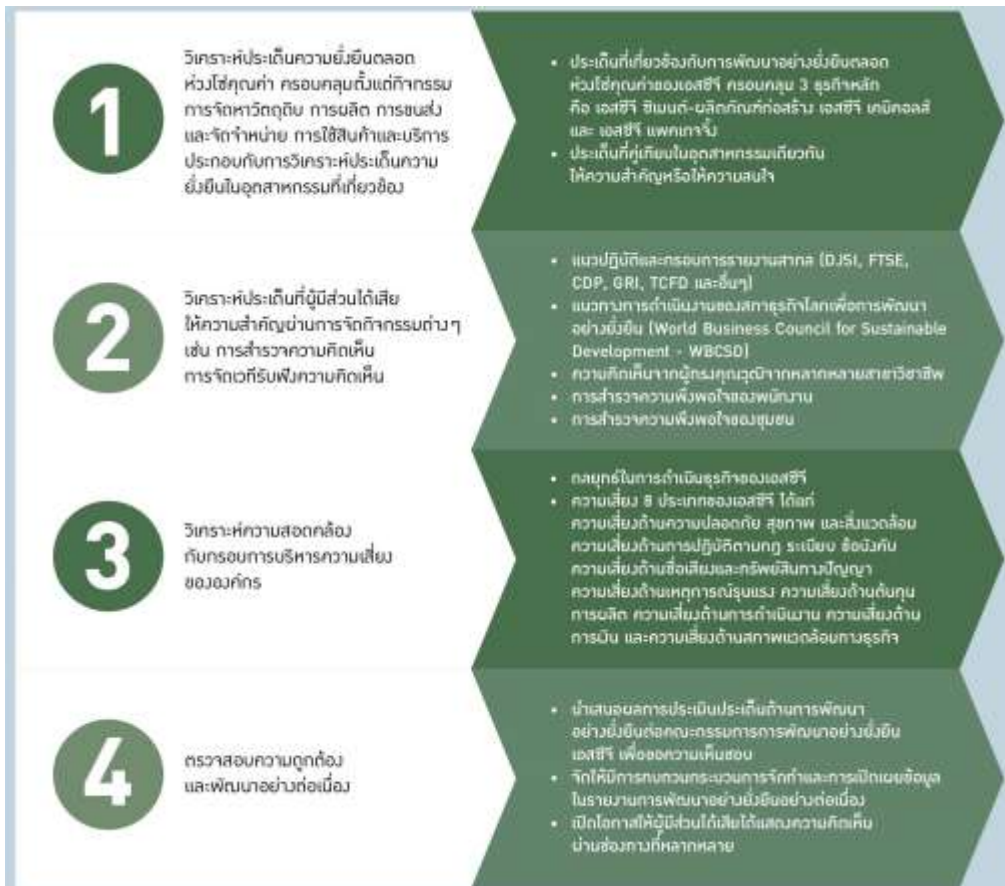 1
วิเคราะห์ประเด็นความยั่งยืนตลอด
ห่วงโซ่คุณค่า ครอบคลุมตั้งแต่กิจกรรม
การจัดหาวัตถุดิบ การผลิต การขนส่ง
และจัดจำหน่าย การใช้สินค้าและบริการ
ประกอบกับการวิเคราะห์ประเด็นความ
ยั่งยืนในอุตสาหกรรมที่เกี่ยวข้อง
• ประเด็นที่เกี่ยวข้องกับการพัฒนาอย่างยั่งยืนตลอด
ห่วงโซ่คุณค่าของเอสซีจี ครอบคลุม 3 ธุรกิจหลัก
คือ เอสซีจี ซิเมนต์-ผลิตภัณฑ์ก่อสร้าง เอสซีจี เคมิคอลส์
และ เอสซีจี แพคเกจจิ้ง
• ประเด็นที่คู่เทียบในอุตสาหกรรมเดียวกัน
ให้ความสำคัญหรือให้ความสนใจ
2
วิเคราะห์ประเด็นที่ผู้มีส่วนได้เสีย
ให้ความสำคัญผ่านการจัดกิจกรรมต่างๆ
เช่น การสำรวจความคิดเห็น
การจัดเวทีรับฟังความคิดเห็น
• แนวปฏิบัติและกรอบการรายงานสากล (DJSI, FTSE,
CDP, GRI, TCFD และอื่นๆ)
• แนวทางการดำเนินงานของสภาธุรกิจโลกเพื่อการพัฒนา
อย่างยั่งยืน (World Business Council for Sustainable
Development - WBCSD)
• ความคิดเห็นจากผู้ทรงคุณวุฒิจากหลากหลายสาขาวิชาชีพ
• การสำรวจความพึงพอใจของพนักงาน
• การสำรวจความพึงพอใจของชุมชน
3
วิเคราะห์ความสอดคล้อง
กับกรอบการบริหารความเสี่ยง
ขององค์กร
• กลยุทธ์ในการดำเนินธุรกิจของเอสซีจี
• ความเสี่ยง 8 ประเภทของเอสซีจี ได้แก่
ความเสี่ยงด้านความปลอดภัย สุขภาพ และสิ่งแวดล้อม
ความเสี่ยงด้านการปฏิบัติตามกฎ ระเบียบ ข้อบังคับ
ความเสี่ยงด้านชื่อเสียงและทรัพย์สินทางปัญญา
ความเสี่ยงด้านเหตุการณ์รุนแรง ความเสี่ยงด้านต้นทุน
การผลิต ความเสี่ยงด้านการดำเนินงาน ความเสี่ยงด้าน
การเงิน และความเสี่ยงด้านสภาพแวดล้อมทางธุรกิจ
4
ตรวจสอบความถูกต้อง
และพัฒนาอย่างต่อเนื่อง
• นำเสนอผลการประเมินประเด็นด้านการพัฒนา
อย่างยั่งยืนต่อคณะกรรมการการพัฒนาอย่างยั่งยืน
เอสซีจี เพื่อขอความเห็นชอบ
• จัดให้มีการทบทวนกระบวนการจัดทำและการเปิดเผยข้อมูล
ในรายงานการพัฒนาอย่างยั่งยืนอย่างต่อเนื่อง
• เปิดโอกาสให้ผู้มีส่วนได้เสียได้แสดงความคิดเห็น
ผ่านช่องทางที่หลากหลาย